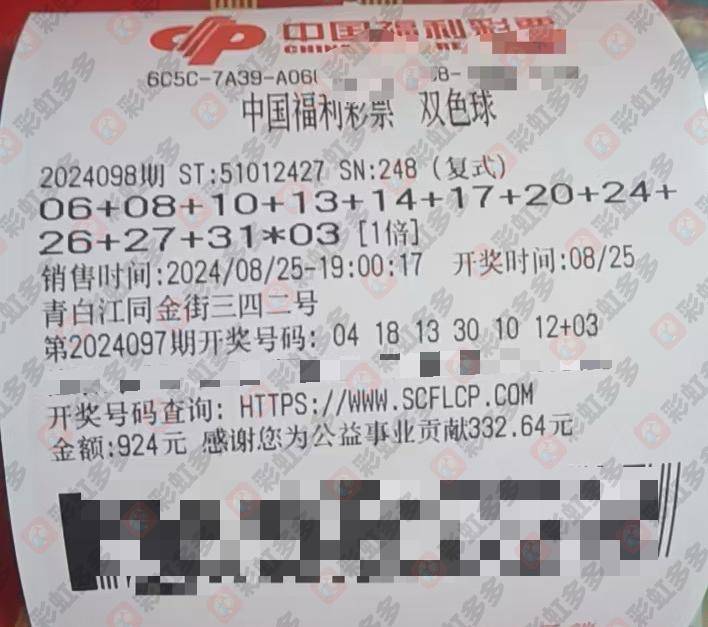 中国福利彩票
6C5C-7A39-A06
中国福利彩票 双色球
2024098期 ST:51012427 SN:248 (复式)
06+08+10+13+14+17+20+24+
26+27+31*03 [1倍]
销售时间:2024/08/25-19:00:17 开奖时间:08/25
青白江同金街三四二号
第2024097期开奖号码: 04 18 13 30 10 12+03
开奖号码查询: HTTPS://WWW.SCFLCP.COM
金额:924元 感谢您为公益事业贡献332.64元
彩虹多多